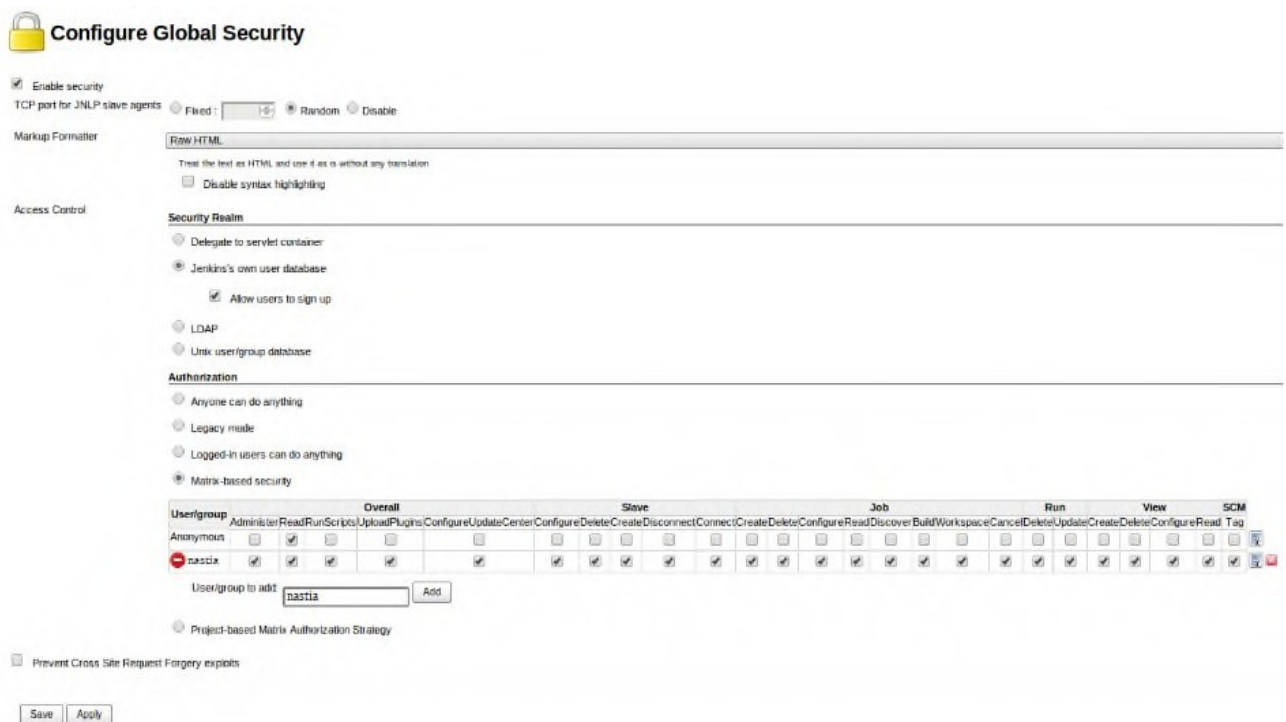 Configure Global Security
Enable security
TCP port for JNLP slave agents Fixed : Random Disable
Markup Formatter Raw HTML
Treat the text as HTML and use it as is without any translation
Disable syntax highlighting
Access Control
Security Realm
Delegate to servlet container
Jenkins's own user database
Allow users to sign up
LDAP
Unix user/group database
Authorization
Anyone can do anything
Legacy mode
Logged-in users can do anything
Matrix-based security
User/group Overall Slave Job Run View SCM
Administer Read RunScripts UploadPlugins ConfigureUpdateCenter Configure Delete Create Disconnect Connect Create Delete Configure Read Discover Build Workspace Cancel Delete Update Create Delete Configure Read Tag
Anonymous
nastia
User/group to add: nastia Add
Project-based Matrix Authorization Strategy
Prevent Cross Site Request Forgery exploits
Save Apply